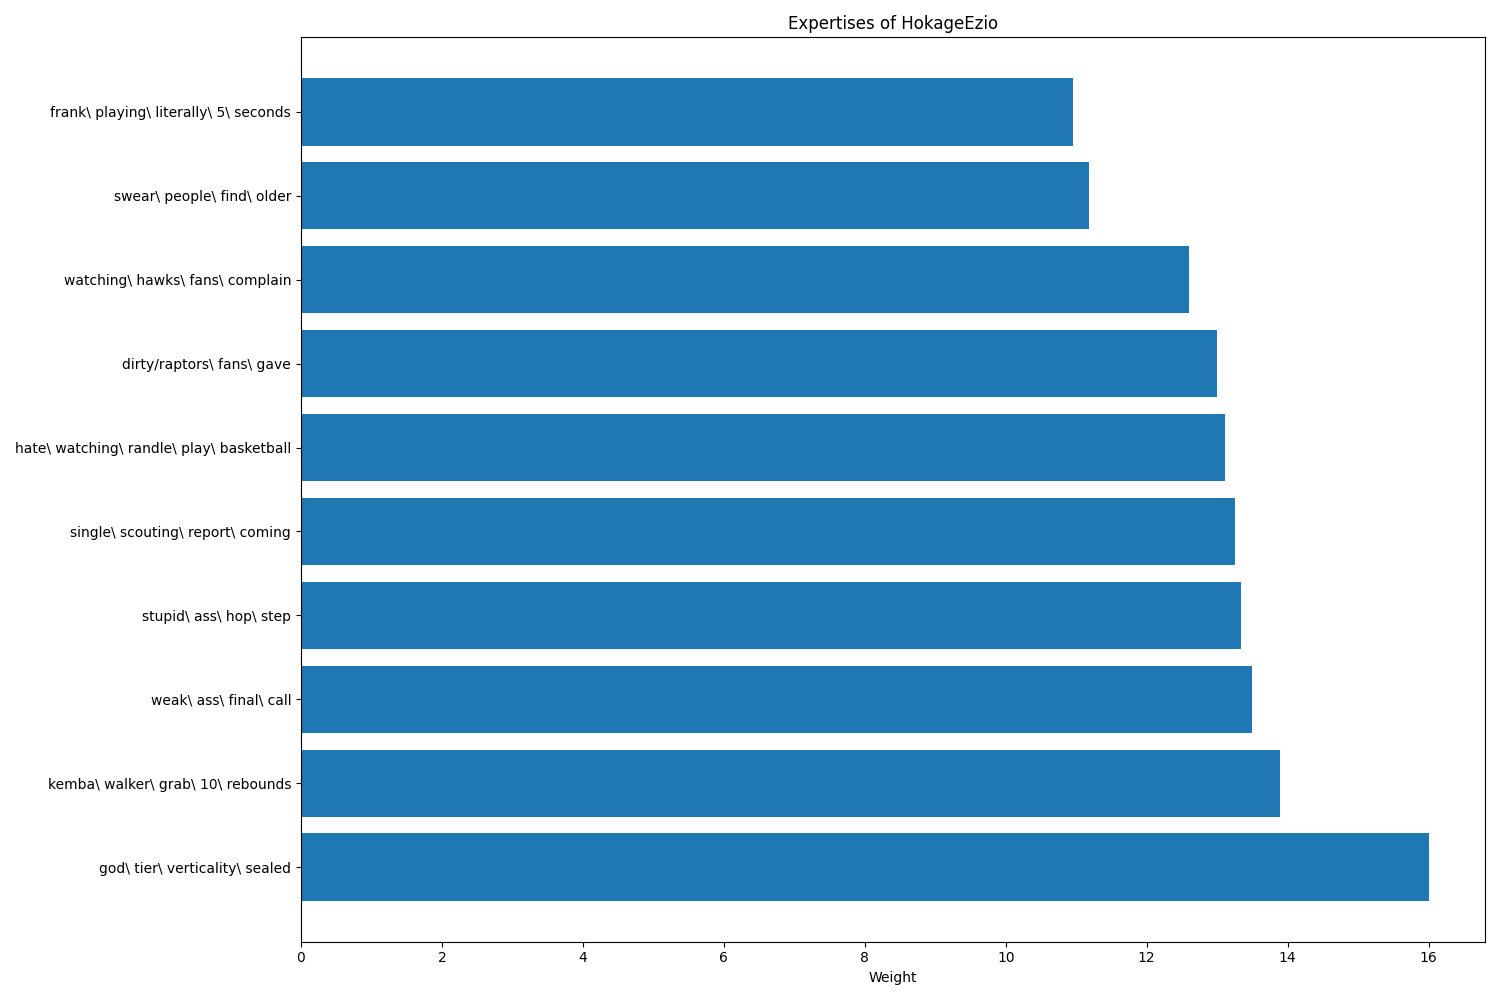 Expertises of HokageEzio
frank\ playing\ literally\ 5\ seconds
swear\ people\ find\ older
watching\ hawks\ fans\ complain
dirty/raptors\ fans\ gave
hate\ watching\ randle\ play\ basketball
single\ scouting\ report\ coming
stupid\ ass\ hop\ step
weak\ ass\ final\ call
kemba\ walker\ grab\ 10\ rebounds
god\ tier\ verticality\ sealed
0 2 4 6 8 10 12 14 16
Weight